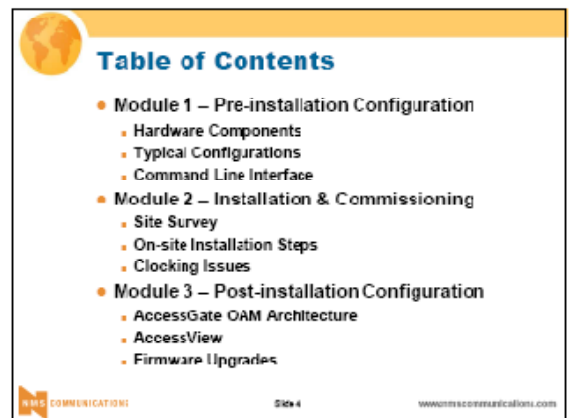 Table of Contents
• Module 1 – Pre-installation Configuration
▪ Hardware Components
▪ Typical Configurations
▪ Command Line Interface
• Module 2 – Installation & Commissioning
▪ Site Survey
▪ On-site Installation Steps
▪ Clocking Issues
• Module 3 – Post-installation Configuration
▪ AccessGate OAM Architecture
▪ AccessView
▪ Firmware Upgrades
NMS COMMUNICATIONS Slide 4 www.nmscommunications.com